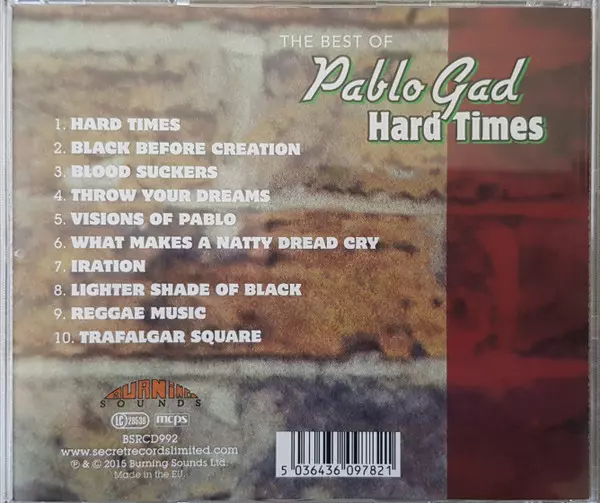 THE BEST OF
Pablo Gad
Hard Times
1. HARD TIMES
2. BLACK BEFORE CREATION
3. BLOOD SUCKERS
4. THROW YOUR DREAMS
5. VISIONS OF PABLO
6. WHAT MAKES A NATTY DREAD CRY
7. IRATION
8. LIGHTER SHADE OF BLACK
9. REGGAE MUSIC
10. TRAFALGAR SQUARE
BURNING
SOUNDS
LC 28538 mcps
BSRCD992
www.secretrecordslimited.com
℗ & © 2015 Burning Sounds Ltd.
Made in the EU.
5 036436 097821